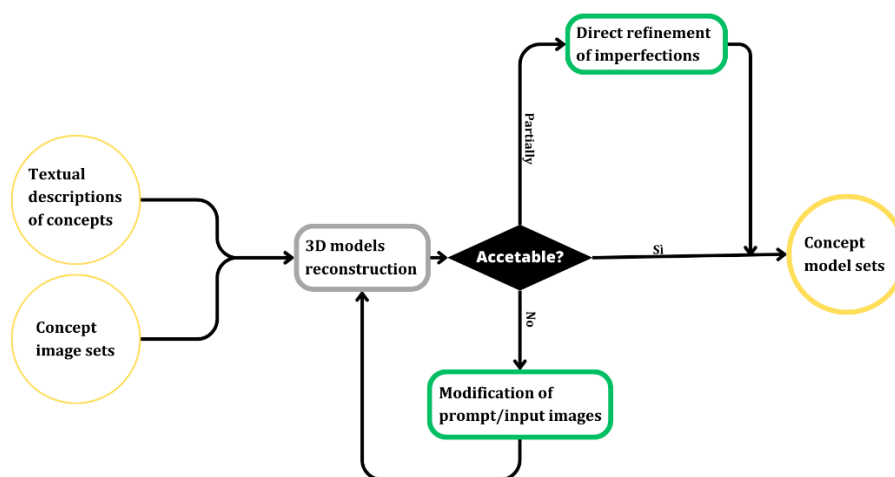 Direct refinement
of imperfections
Partially
Textual
descriptions
of concepts
3D models
reconstruction
Accetable?
Sì
Concept
model sets
Concept
image sets
No
Modification of
prompt/input images